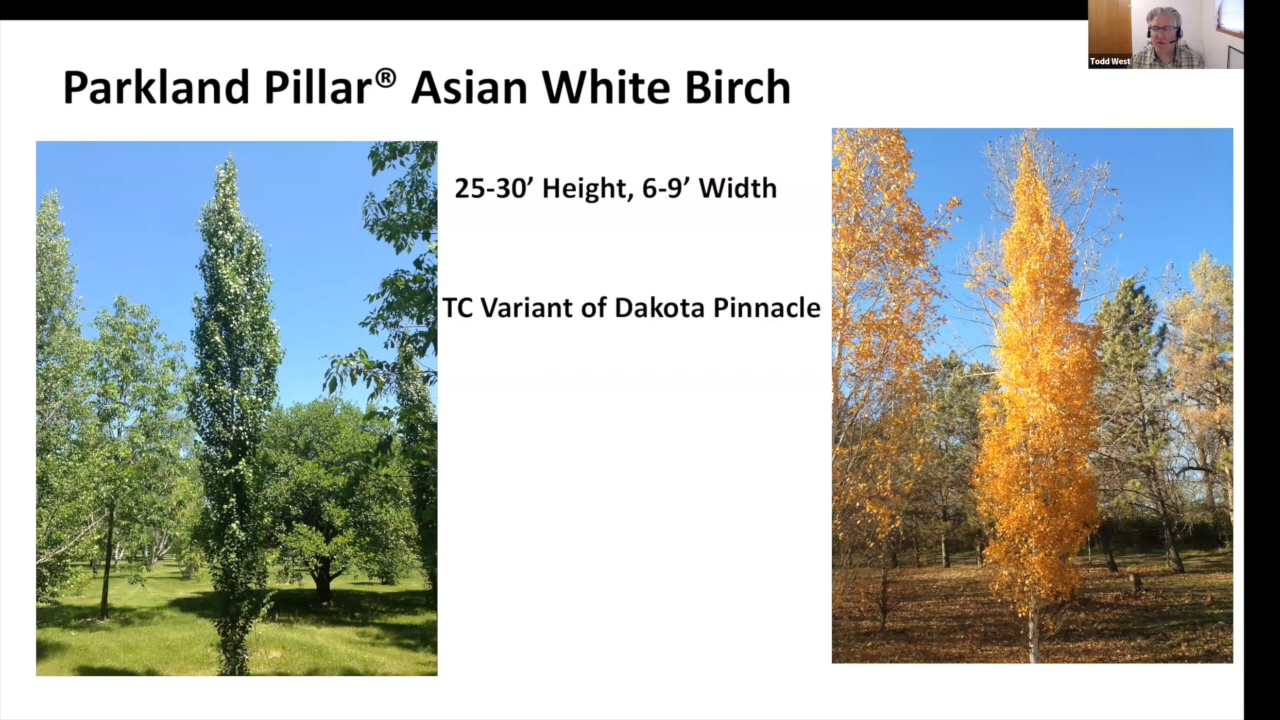 Todd West
Parkland Pillar® Asian White Birch
25-30’ Height, 6-9’ Width
TC Variant of Dakota Pinnacle